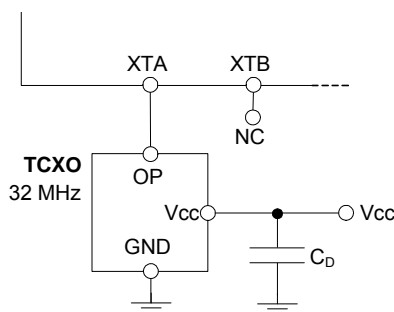 XTA XTB
NC
TCXO
32 MHz
OP
Vcc Vcc
GND
CD